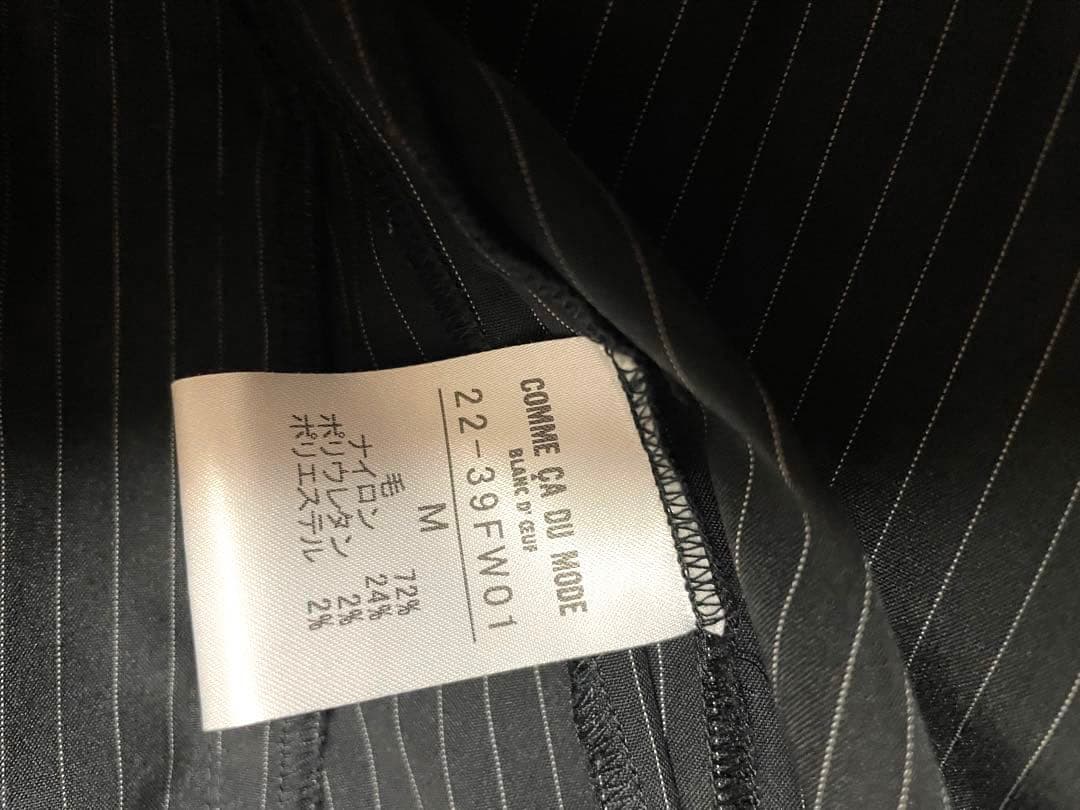 COMME ÇA DU MODE
BLANC D'ŒUF
22-39FW01
M
毛 72%
ナイロン 24%
ポリウレタン 2%
ポリエステル 2%